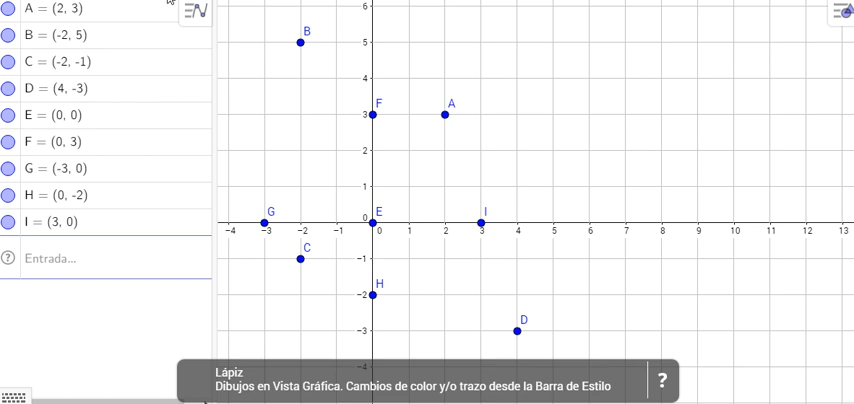 A = (2, 3)
B = (-2, 5)
C = (-2, -1)
D = (4, -3)
E = (0, 0)
F = (0, 3)
G = (-3, 0)
H = (0, -2)
I = (3, 0)
Entrada...
6
B
5
4
F A
3
2
1
G 0 E I
-4 -3 -2 -1 0 1 2 3 4 5 6 7 8 9 10 11 12 13
C
-1
H
-2
D
-3
-4
Lápiz
Dibujos en Vista Gráfica. Cambios de color y/o trazo desde la Barra de Estilo
?